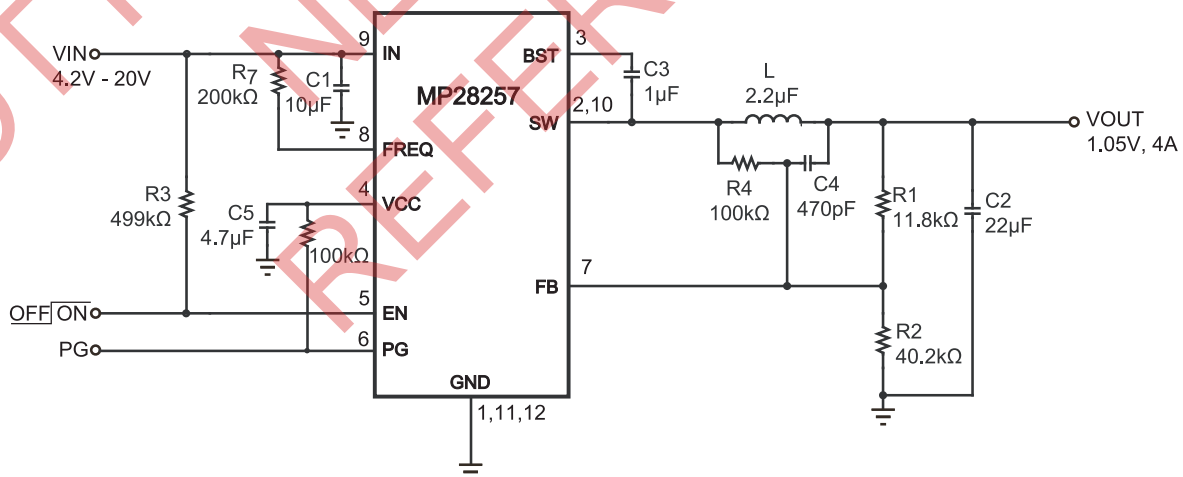 VIN
4.2V - 20V
9
IN
R7
200kΩ
C1
10µF
8
FREQ
4
VCC
R3
499kΩ
C5
4.7µF
100kΩ
OFF ON
5
EN
PG
6
PG
MP28257
GND
1,11,12
3
BST
C3
1µF
2,10
SW
L
2.2µF
R4
100kΩ
C4
470pF
7
FB
R1
11.8kΩ
C2
22µF
R2
40.2kΩ
VOUT
1.05V, 4A
REFER